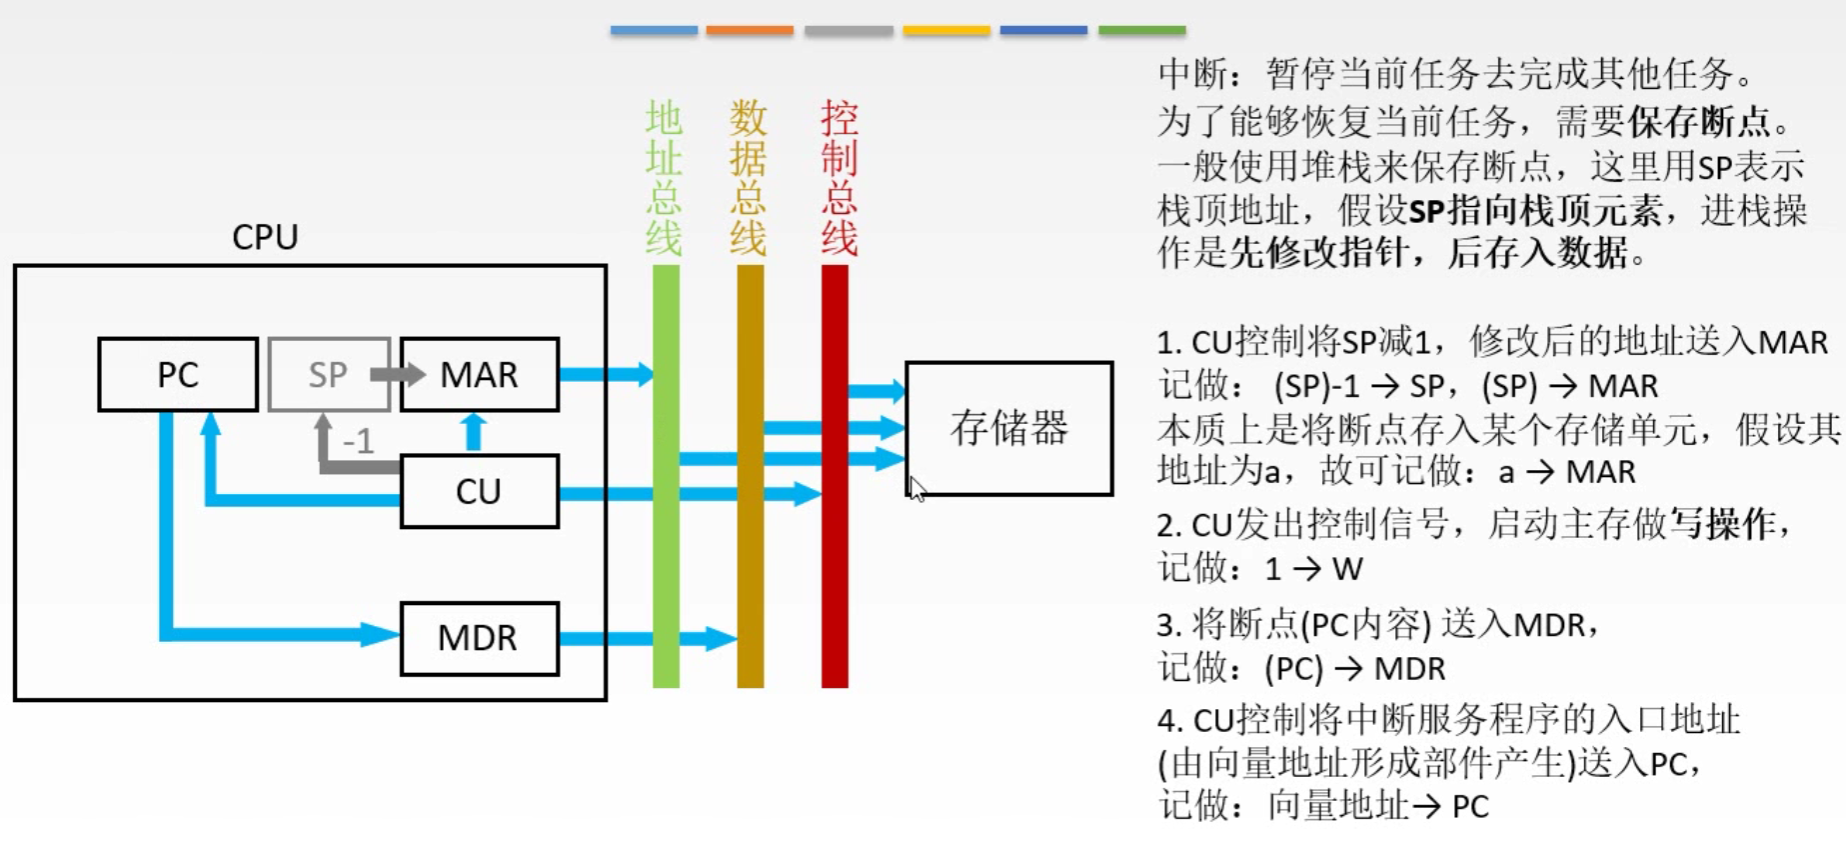 地址总线
数据总线
控制总线
CPU
PC
SP
MAR
-1
CU
MDR
存储器
中断：暂停当前任务去完成其他任务。
为了能够恢复当前任务，需要保存断点。
一般使用堆栈来保存断点，这里用SP表示
栈顶地址，假设SP指向栈顶元素，进栈操
作是先修改指针，后存入数据。
1. CU控制将SP减1，修改后的地址送入MAR
记做： (SP)-1 → SP，(SP) → MAR
本质上是将断点存入某个存储单元，假设其
地址为a，故可记做：a → MAR
2. CU发出控制信号，启动主存做写操作，
记做：1 → W
3. 将断点(PC内容) 送入MDR，
记做：(PC) → MDR
4. CU控制将中断服务程序的入口地址
(由向量地址形成部件产生)送入PC，
记做：向量地址→ PC